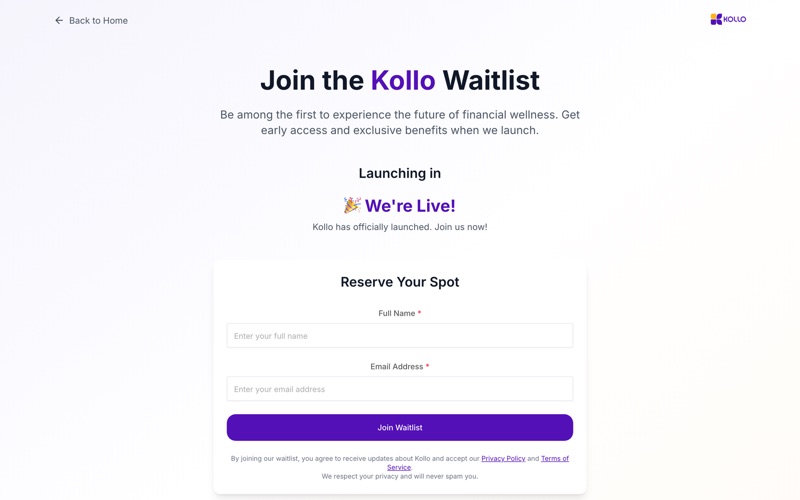 Back to Home
KOLLO
Join the Kollo Waitlist
Be among the first to experience the future of financial wellness. Get
early access and exclusive benefits when we launch.
Launching in
🎉 We're Live!
Kollo has officially launched. Join us now!
Reserve Your Spot
Full Name *
Enter your full name
Email Address *
Enter your email address
Join Waitlist
By joining our waitlist, you agree to receive updates about Kollo and accept our Privacy Policy and Terms of
Service.
We respect your privacy and will never spam you.